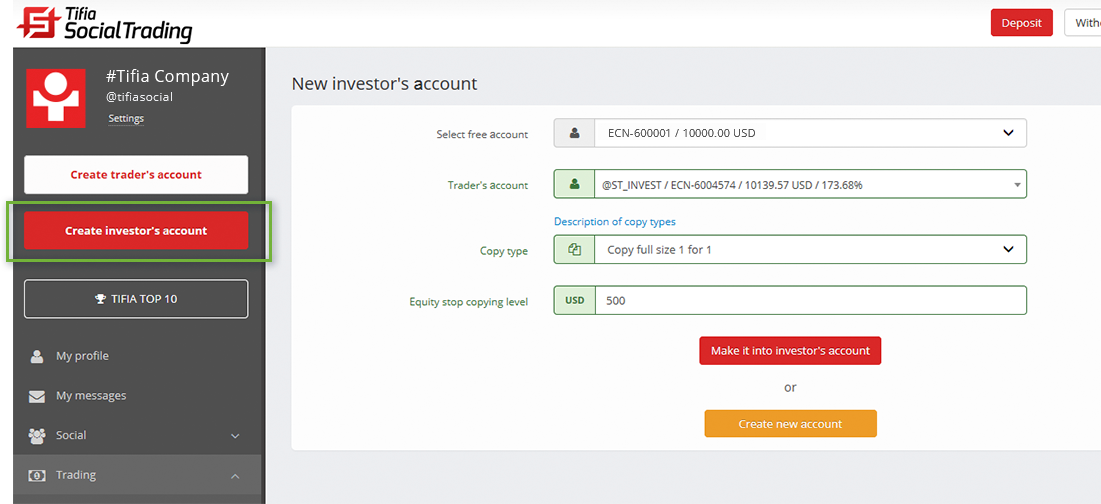 Tifia
SocialTrading
Deposit
With
#Tifia Company
@tifiasocial
Settings
Create trader's account
Create investor's account
TIFIA TOP 10
My profile
My messages
Social
Trading
New investor's account
Select free account
ECN-600001 / 10000.00 USD
Trader's account
@ST_INVEST / ECN-6004574 / 10139.57 USD / 173.68%
Description of copy types
Copy type
Copy full size 1 for 1
Equity stop copying level
USD
500
Make it into investor's account
or
Create new account